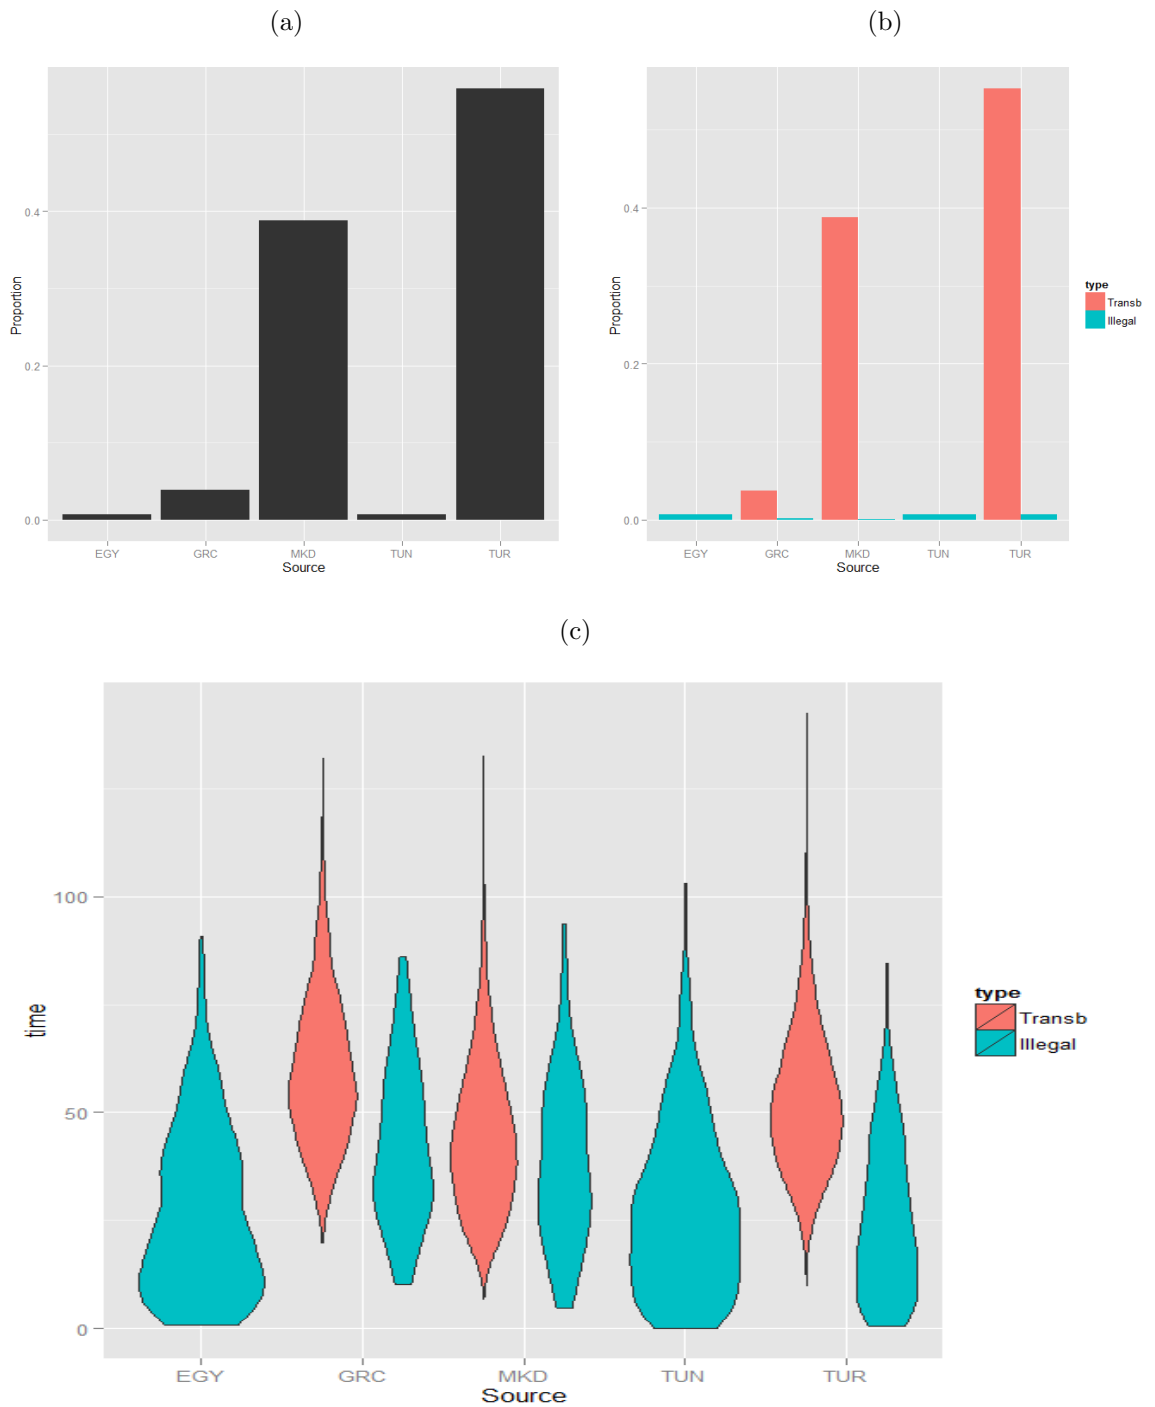 (a)
Proportion
0.4
0.2
0.0
EGY GRC MKD TUN TUR
Source
(b)
Proportion
0.4
0.2
0.0
EGY GRC MKD TUN TUR
Source
type
Transb
Illegal
(c)
time
100
50
0
EGY GRC MKD TUN TUR
Source
type
Transb
Illegal